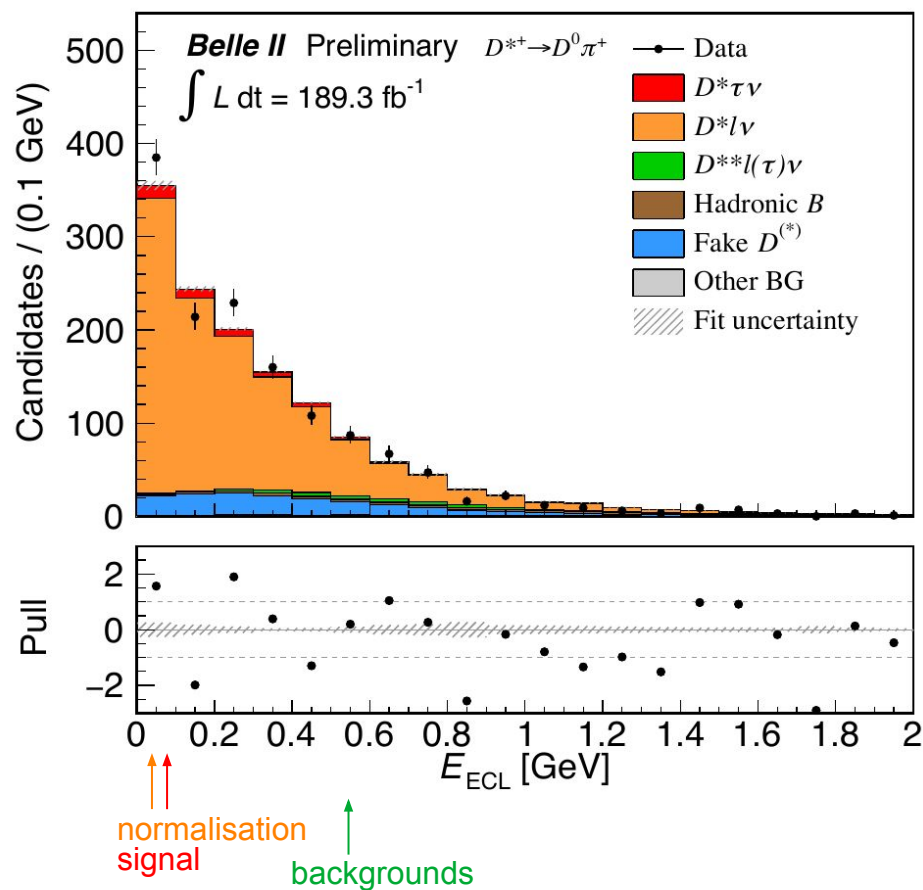 Belle II Preliminary D*⁺→D⁰π⁺
∫ L dt = 189.3 fb⁻¹
Data
D*τν
D*lν
D**l(τ)ν
Hadronic B
Fake D⁽*⁾
Other BG
Fit uncertainty
Candidates / (0.1 GeV)
500
400
300
200
100
0
Pull
2
0
−2
0 0.2 0.4 0.6 0.8 1 1.2 1.4 1.6 1.8 2
E_ECL [GeV]
normalisation
signal
backgrounds